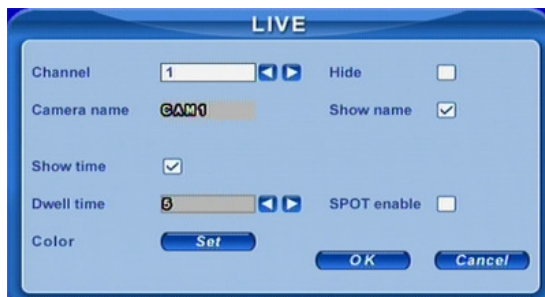 LIVE
Channel 1 Hide
Camera name CAM1 Show name
Show time
Dwell time 5 SPOT enable
Color Set
OK Cancel